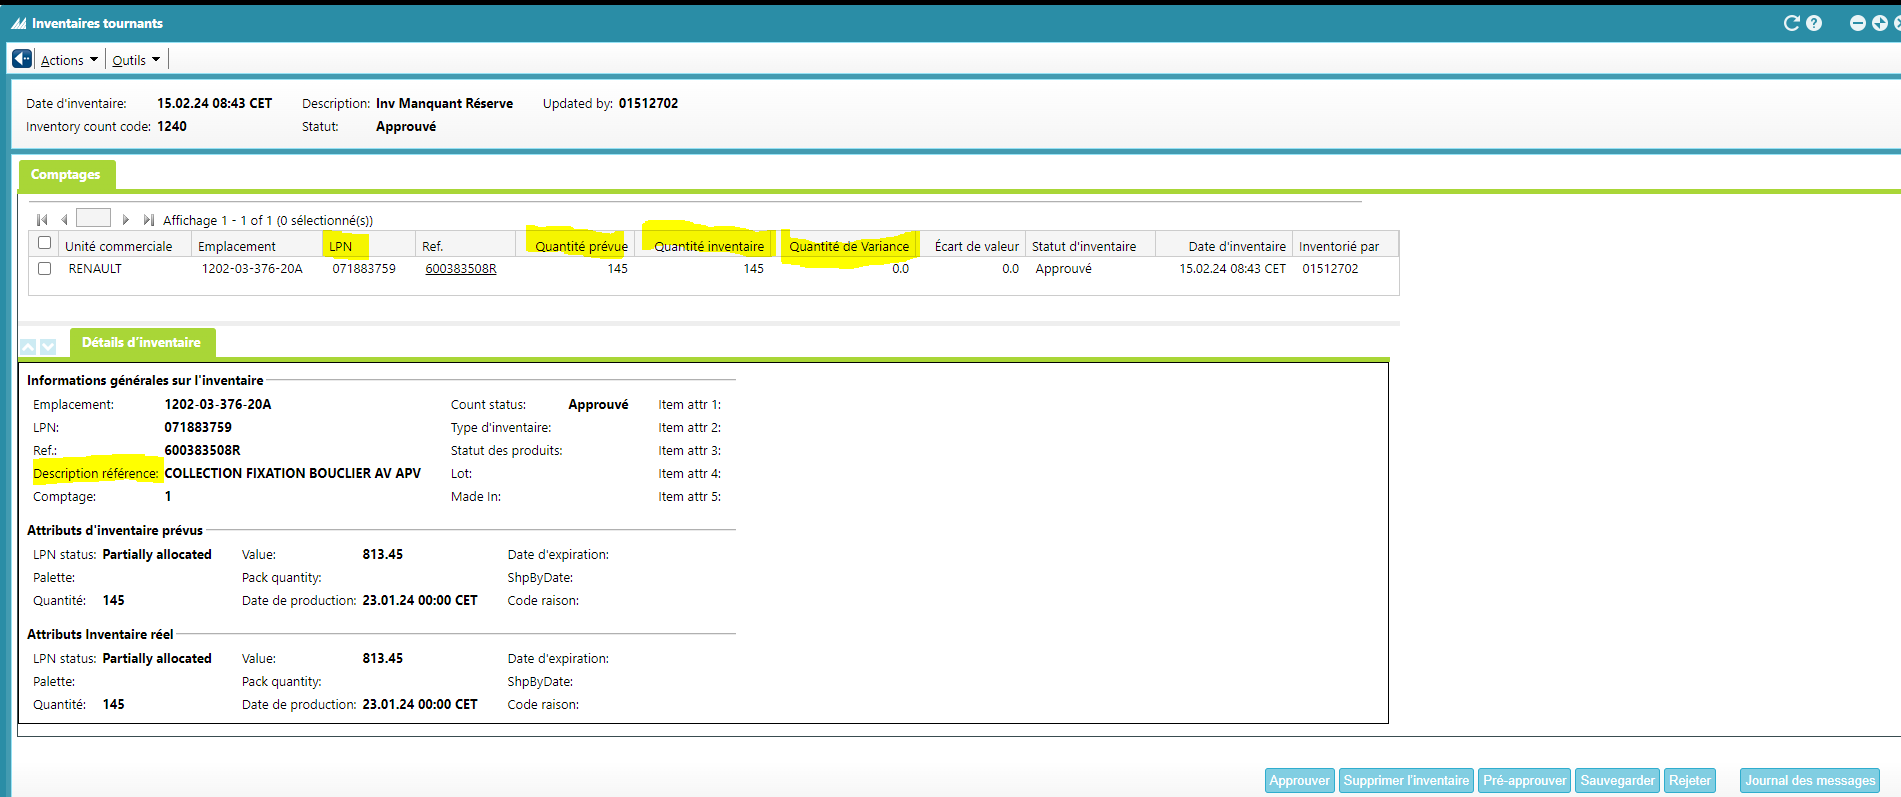 Inventaires tournants
Actions Outils
Date d'inventaire: 15.02.24 08:43 CET Description: Inv Manquant Réserve Updated by: 01512702
Inventory count code: 1240 Statut: Approuvé
Comptages
Affichage 1 - 1 of 1 (0 sélectionné(s))
Unité commerciale Emplacement LPN Ref. Quantité prévue Quantité inventaire Quantité de Variance Écart de valeur Statut d'inventaire Date d'inventaire Inventorié par
RENAULT 1202-03-376-20A 071883759 600383508R 145 145 0.0 0.0 Approuvé 15.02.24 08:43 CET 01512702
Détails d'inventaire
Informations générales sur l'inventaire
Emplacement: 1202-03-376-20A Count status: Approuvé Item attr 1:
LPN: 071883759 Type d'inventaire: Item attr 2:
Ref.: 600383508R Statut des produits: Item attr 3:
Description référence: COLLECTION FIXATION BOUCLIER AV APV Lot: Item attr 4:
Comptage: 1 Made In: Item attr 5:
Attributs d'inventaire prévus
LPN status: Partially allocated Value: 813.45 Date d'expiration:
Palette: Pack quantity: ShpByDate:
Quantité: 145 Date de production: 23.01.24 00:00 CET Code raison:
Attributs Inventaire réel
LPN status: Partially allocated Value: 813.45 Date d'expiration:
Palette: Pack quantity: ShpByDate:
Quantité: 145 Date de production: 23.01.24 00:00 CET Code raison:
Approuver Supprimer l'inventaire Pré-approuver Sauvegarder Rejeter Journal des messages